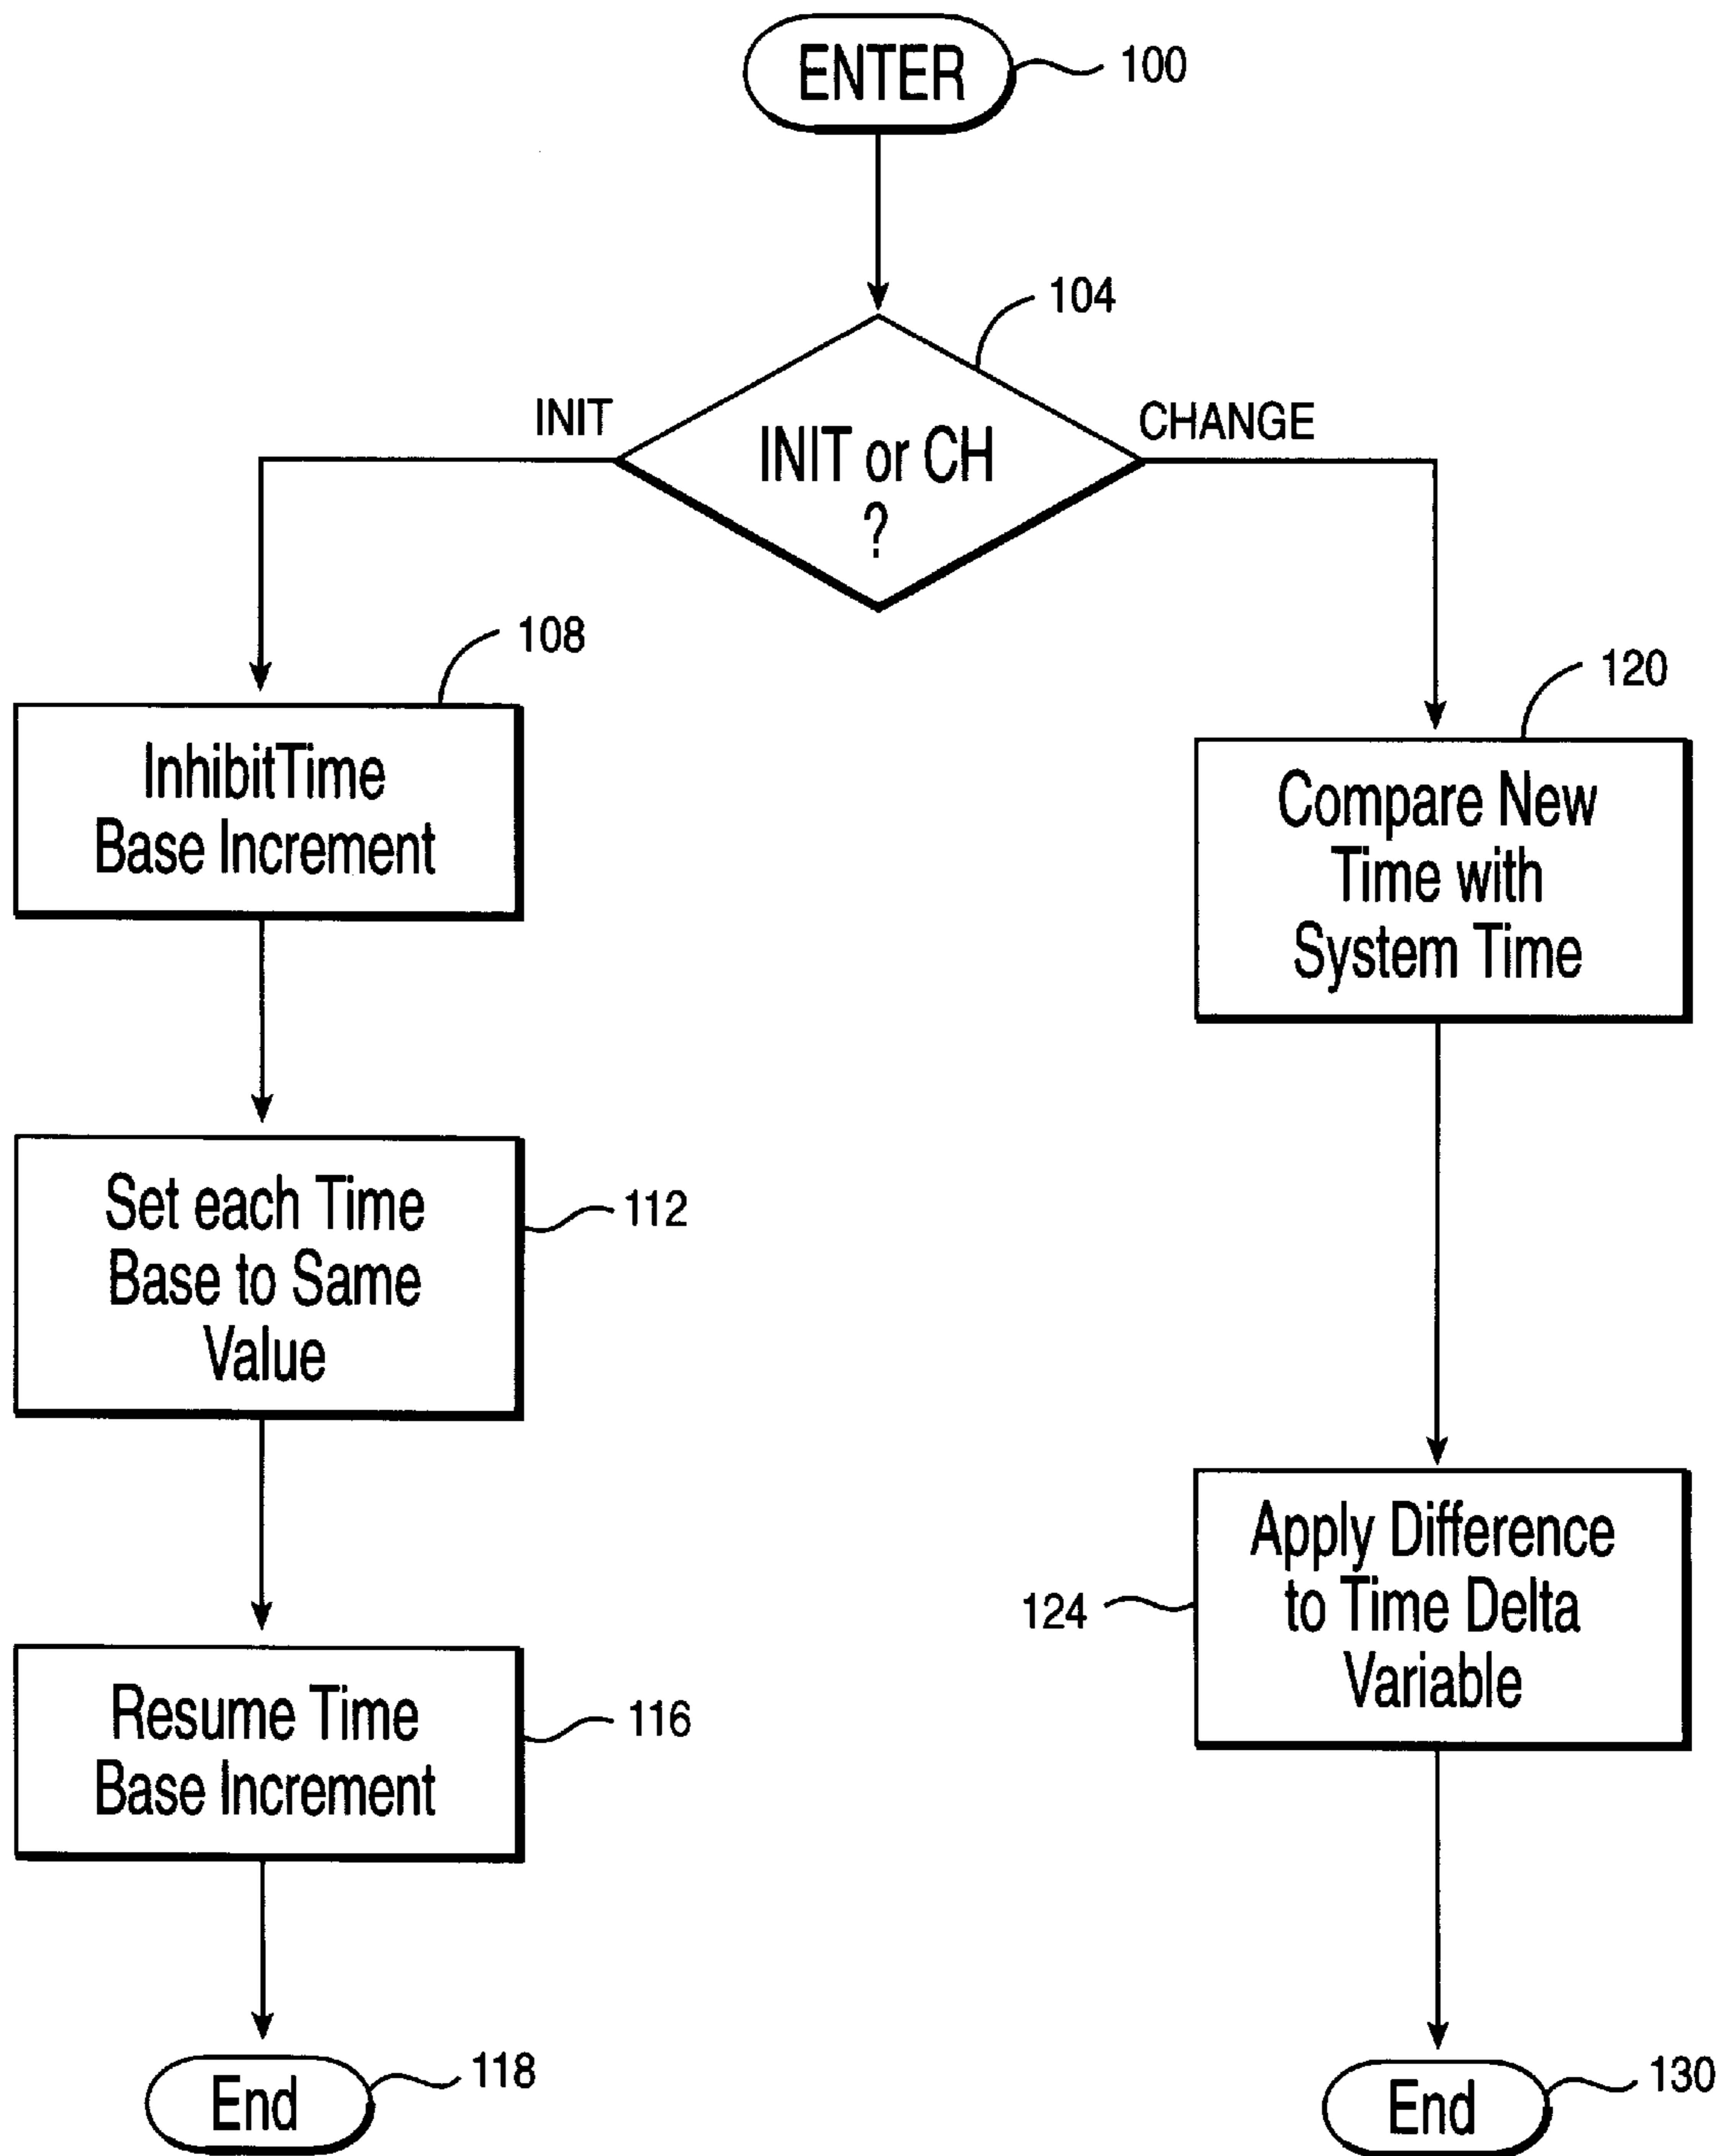 ENTER
100
104
INIT
CHANGE
INIT or CH
?
108
InhibitTime
Base Increment
120
Compare New
Time with
System Time
Set each Time
Base to Same
Value
112
Apply Difference
to Time Delta
Variable
124
Resume Time
Base Increment
116
End
118
End
130